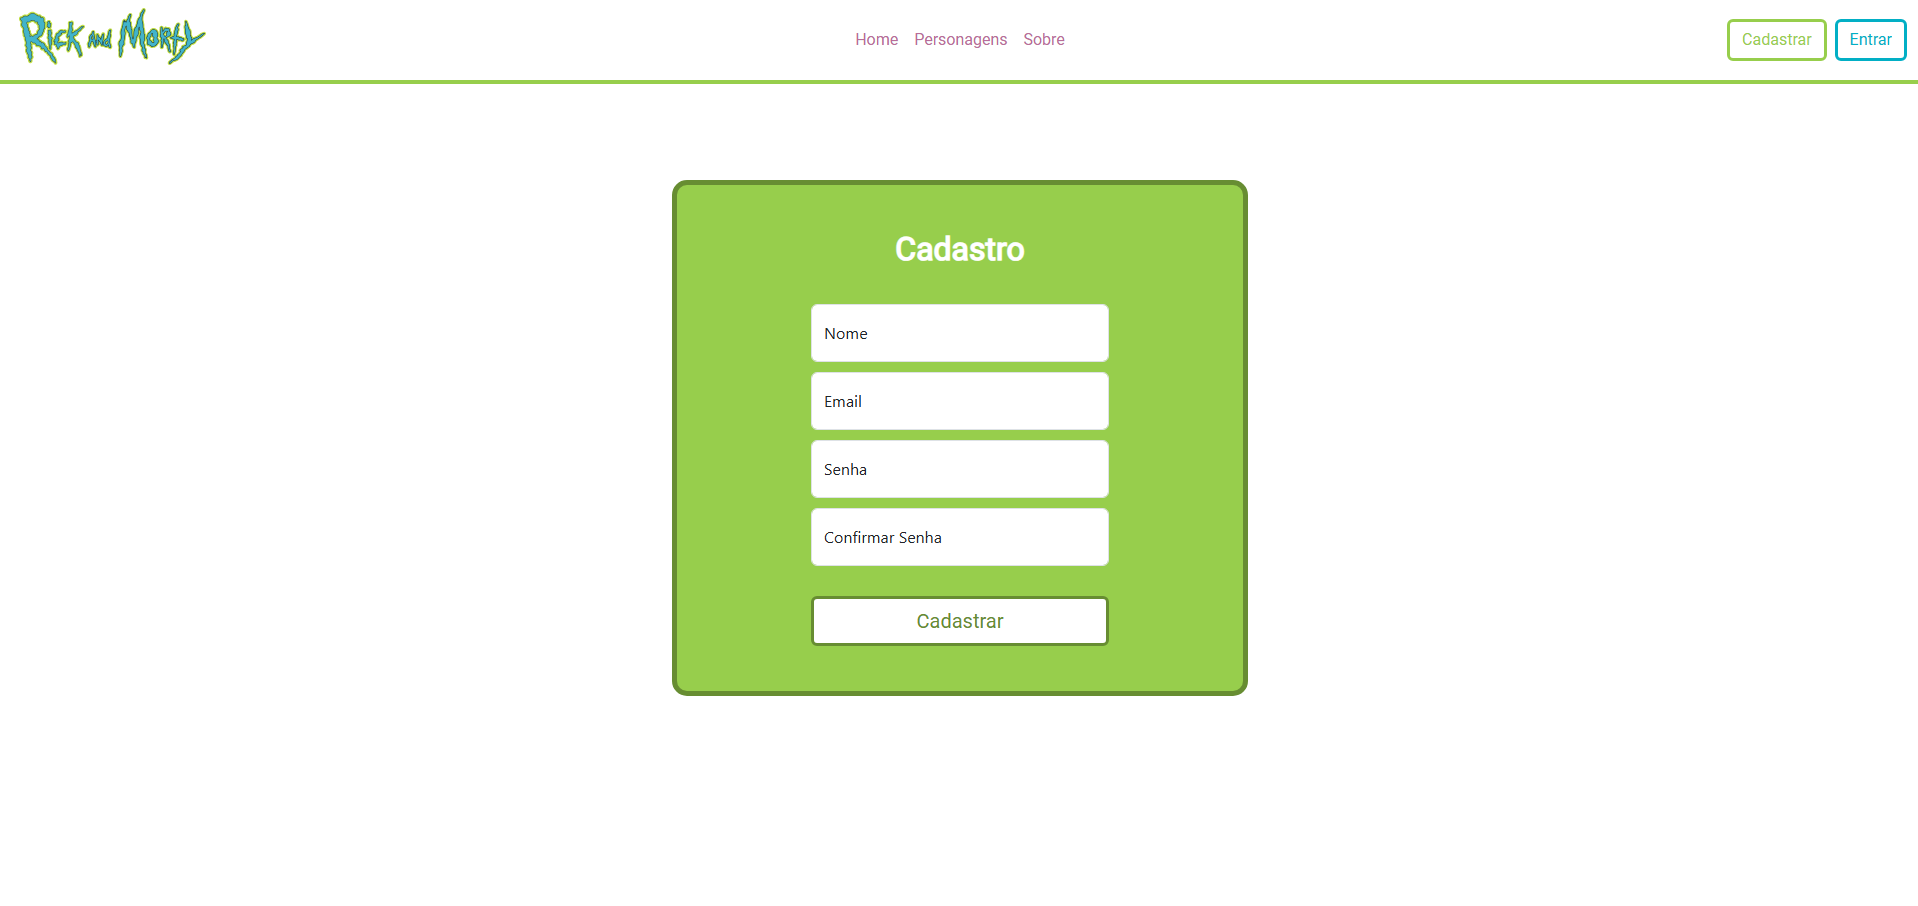 Rick and Morty
Home Personagens Sobre
Cadastrar Entrar
Cadastro
Nome
Email
Senha
Confirmar Senha
Cadastrar